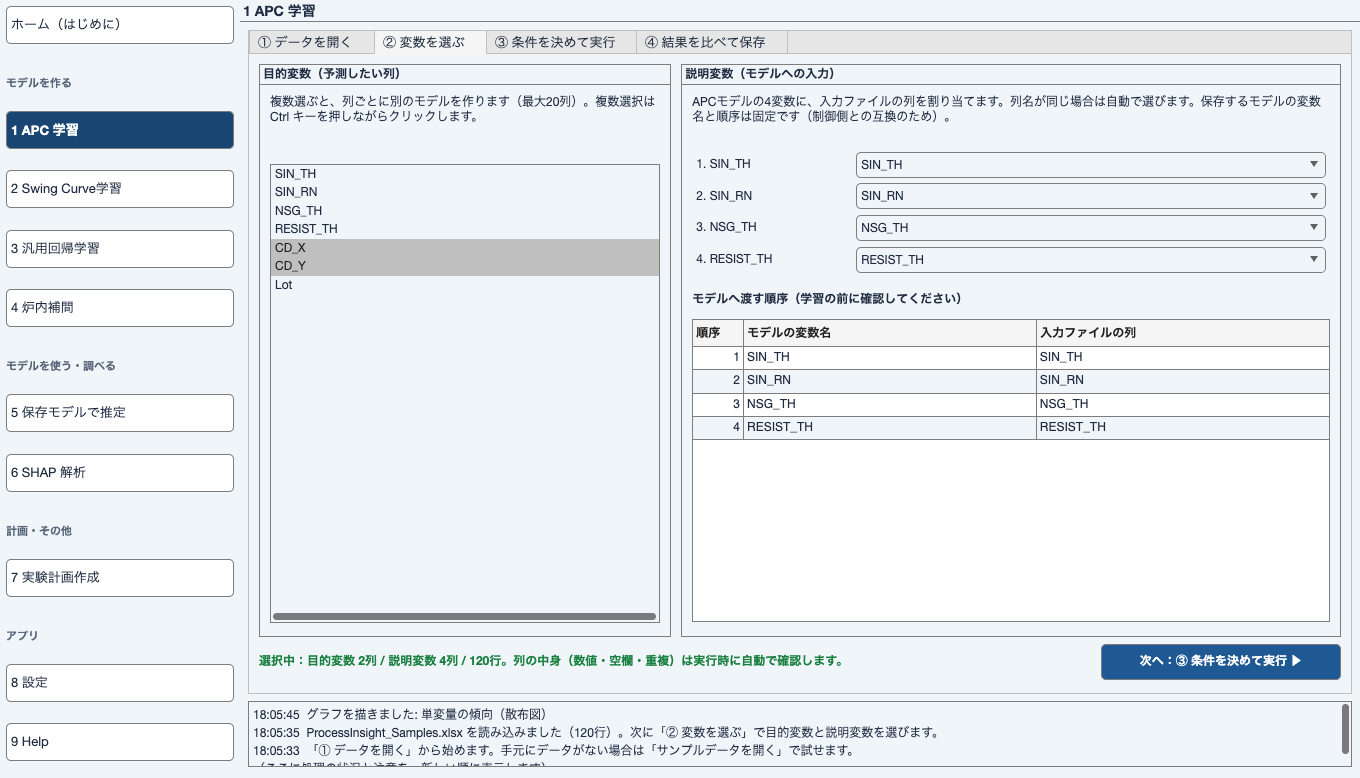 ホーム（はじめに）
モデルを作る
1 APC 学習
2 Swing Curve学習
3 汎用回帰学習
4 炉内補間
モデルを使う・調べる
5 保存モデルで推定
6 SHAP 解析
計画・その他
7 実験計画作成
アプリ
8 設定
9 Help
1 APC 学習
① データを開く
② 変数を選ぶ
③ 条件を決めて実行
④ 結果を比べて保存
目的変数（予測したい列）
複数選ぶと、列ごとに別のモデルを作ります（最大20列）。複数選択は
Ctrl キーを押しながらクリックします。
SIN_TH
SIN_RN
NSG_TH
RESIST_TH
CD_X
CD_Y
Lot
説明変数（モデルへの入力）
APCモデルの4変数に、入力ファイルの列を割り当てます。列名が同じ場合は自動で選びます。保存するモデルの変数
名と順序は固定です（制御側との互換のため）。
1. SIN_TH SIN_TH
2. SIN_RN SIN_RN
3. NSG_TH NSG_TH
4. RESIST_TH RESIST_TH
モデルへ渡す順序（学習の前に確認してください）
順序 モデルの変数名 入力ファイルの列
1 SIN_TH SIN_TH
2 SIN_RN SIN_RN
3 NSG_TH NSG_TH
4 RESIST_TH RESIST_TH
選択中：目的変数 2列 / 説明変数 4列 / 120行。列の中身（数値・空欄・重複）は実行時に自動で確認します。
次へ：③ 条件を決めて実行 ▶
18:05:45 グラフを描きました: 単変量の傾向（散布図）
18:05:35 ProcessInsight_Samples.xlsx を読み込みました（120行）。次に「② 変数を選ぶ」で目的変数と説明変数を選びます。
18:05:33 「① データを開く」から始めます。手元にデータがない場合は「サンプルデータを開く」で試せます。